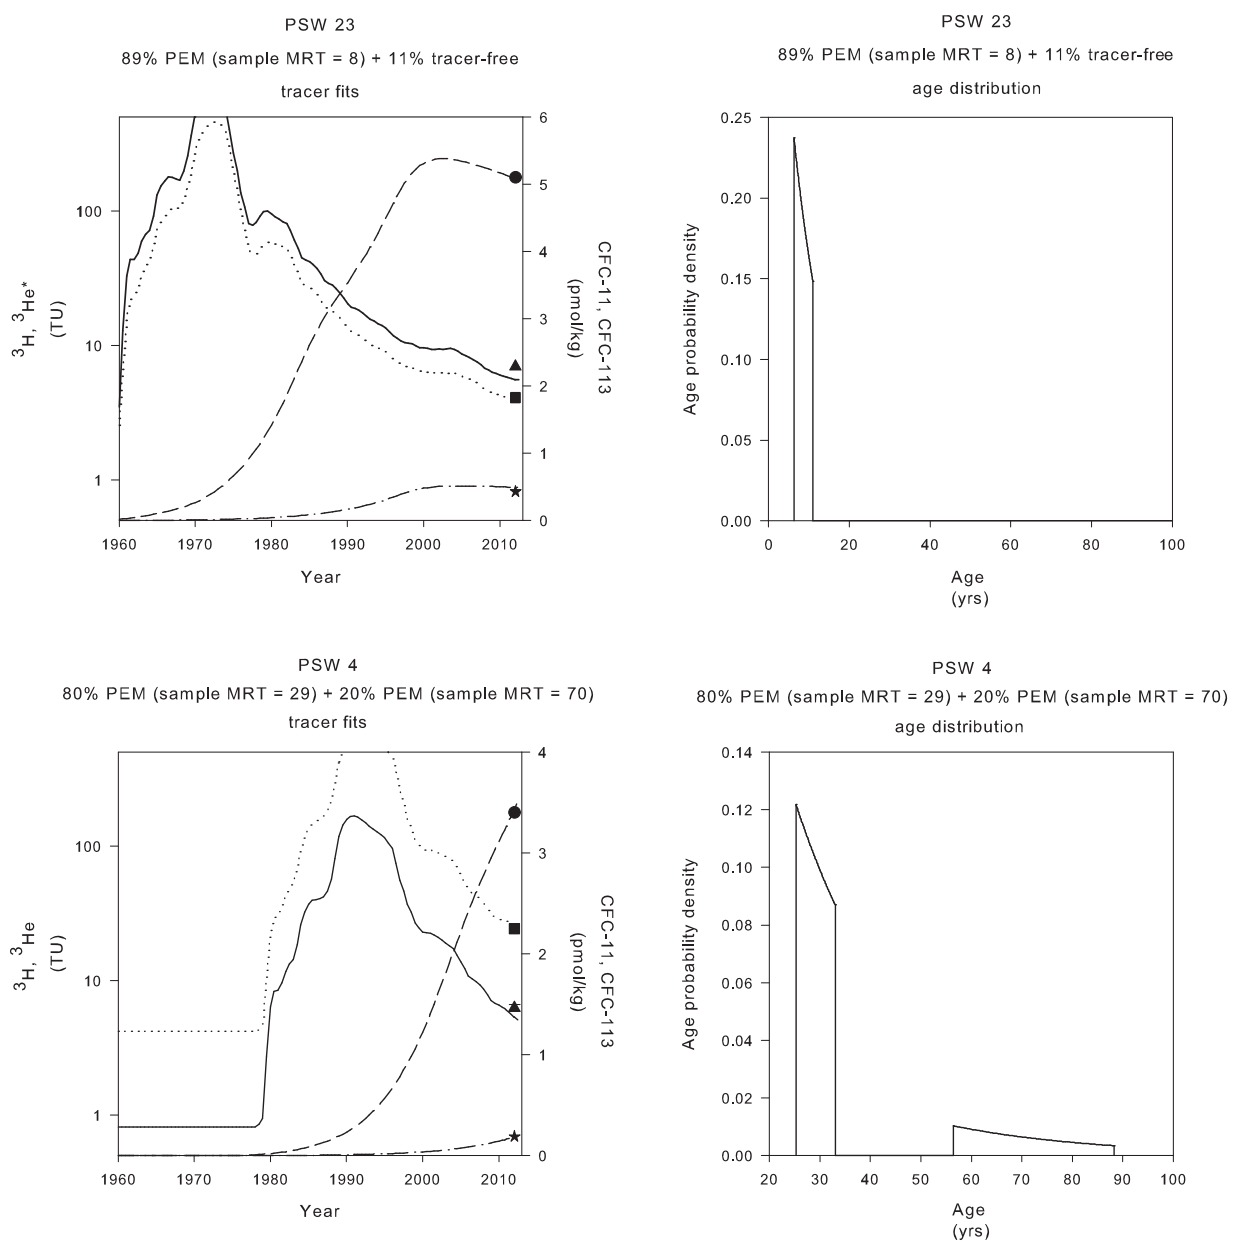 PSW 23
89% PEM (sample MRT = 8) + 11% tracer-free
tracer fits
³H, ³He*
(TU)
100
10
1
6
5
4
3
2
1
0
CFC-11, CFC-113
(pmol/kg)
1960 1970 1980 1990 2000 2010
Year
PSW 23
89% PEM (sample MRT = 8) + 11% tracer-free
age distribution
Age probability density
0.25
0.20
0.15
0.10
0.05
0.00
0 20 40 60 80 100
Age
(yrs)
PSW 4
80% PEM (sample MRT = 29) + 20% PEM (sample MRT = 70)
tracer fits
³H, ³He
(TU)
100
10
1
4
3
2
1
0
CFC-11, CFC-113
(pmol/kg)
1960 1970 1980 1990 2000 2010
Year
PSW 4
80% PEM (sample MRT = 29) + 20% PEM (sample MRT = 70)
age distribution
Age probability density
0.14
0.12
0.10
0.08
0.06
0.04
0.02
0.00
20 30 40 50 60 70 80 90 100
Age
(yrs)